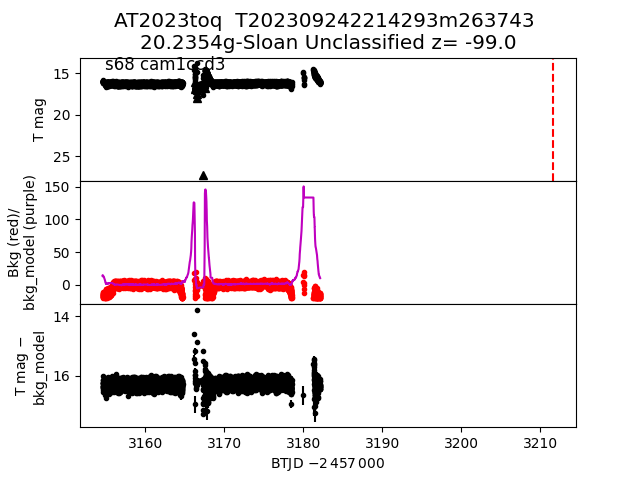 AT2023toq  T202309242214293m263743
20.2354g-Sloan Unclassified z= -99.0
s68 cam1ccd3
15
20
25
T mag
150
100
50
0
Bkg (red)/
bkg_model (purple)
14
16
T mag −
bkg_model
3160 3170 3180 3190 3200 3210
BTJD −2 457 000